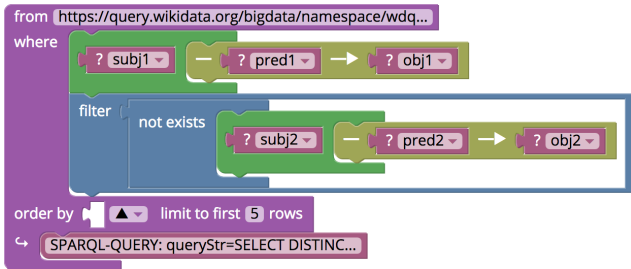 from https://query.wikidata.org/bigdata/namespace/wdq...
where
? subj1 ? pred1 ? obj1
filter
not exists
? subj2 ? pred2 ? obj2
order by ▲ limit to first 5 rows
SPARQL-QUERY: queryStr=SELECT DISTINC...